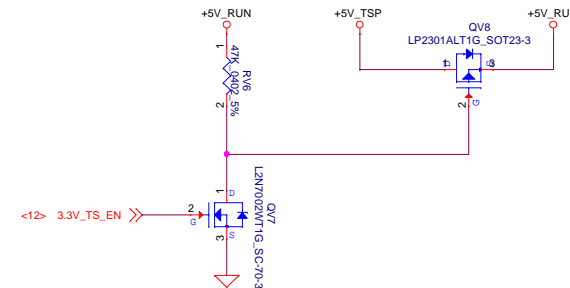 +5V_RUN
+5V_TSP
+5V_RU
QV8
LP2301ALT1G_SOT23-3
1
D
S
3
2
G
1
RV6
47K_0402_5%
2
1
D
QV7
L2N7002WT1G_SC-70-3
<12>
3.3V_TS_EN
2
G
S
3